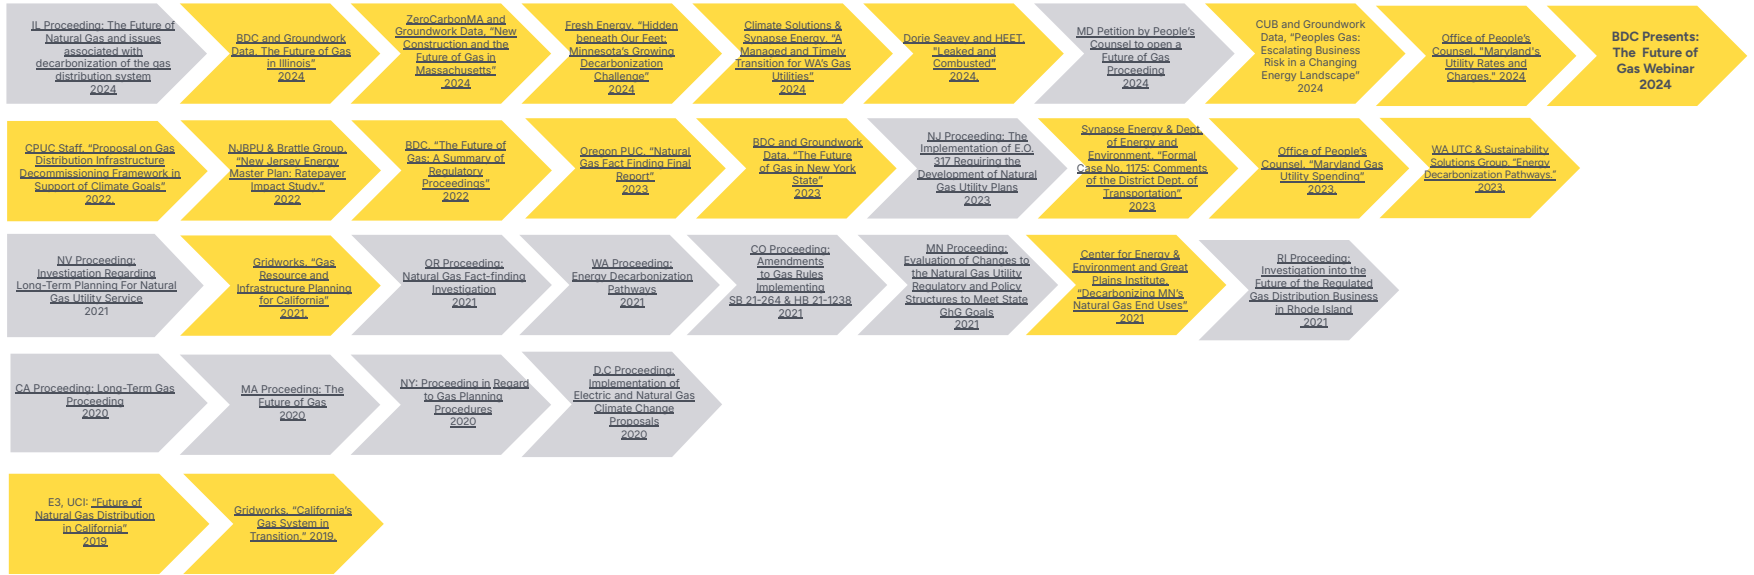 IL Proceeding: The Future of
Natural Gas and issues
associated with
decarbonization of the gas
distribution system
2024
BDC and Groundwork
Data, The Future of Gas
in Illinois"
2024
ZeroCarbonMA and
Groundwork Data, "New
Construction and the
Future of Gas in
Massachusetts"
2024
Fresh Energy, "Hidden
beneath Our Feet:
Minnesota's Growing
Decarbonization
Challenge"
2024
Climate Solutions &
Synapse Energy, "A
Managed and Timely
Transition for WA's Gas
Utilities"
2024
Dorie Seavey and HEET,
"Leaked and
Combusted"
2024.
MD Petition by People's
Counsel to open a
Future of Gas
Proceeding
2024
CUB and Groundwork
Data, "Peoples Gas:
Escalating Business
Risk in a Changing
Energy Landscape"
2024
Office of People's
Counsel, "Maryland's
Utility Rates and
Charges." 2024
BDC Presents:
The Future of
Gas Webinar
2024
CPUC Staff, "Proposal on Gas
Distribution Infrastructure
Decommissioning Framework in
Support of Climate Goals"
2022.
NJBPU & Brattle Group,
"New Jersey Energy
Master Plan: Ratepayer
Impact Study."
2022
BDC, "The Future of
Gas: A Summary of
Regulatory
Proceedings"
2022
Oregon PUC, "Natural
Gas Fact Finding Final
Report"
2023
BDC and Groundwork
Data, "The Future
of Gas in New York
State"
2023
NJ Proceeding: The
Implementation of E.O.
317 Requiring the
Development of Natural
Gas Utility Plans
2023
Synapse Energy & Dept.
of Energy and
Environment, "Formal
Case No. 1175: Comments
of the District Dept. of
Transportation"
2023
Office of People's
Counsel, "Maryland Gas
Utility Spending"
2023.
WA UTC & Sustainability
Solutions Group, "Energy
Decarbonization Pathways."
2023.
NV Proceeding:
Investigation Regarding
Long-Term Planning For Natural
Gas Utility Service
2021
Gridworks, "Gas
Resource and
Infrastructure Planning
for California"
2021.
OR Proceeding:
Natural Gas Fact-finding
Investigation
2021
WA Proceeding:
Energy Decarbonization
Pathways
2021
CO Proceeding:
Amendments
to Gas Rules
Implementing
SB 21-264 & HB 21-1238
2021
MN Proceeding:
Evaluation of Changes to
the Natural Gas Utility
Regulatory and Policy
Structures to Meet State
GhG Goals
2021
Center for Energy &
Environment and Great
Plains Institute,
"Decarbonizing MN's
Natural Gas End Uses"
2021
RI Proceeding:
Investigation into the
Future of the Regulated
Gas Distribution Business
in Rhode Island
2021
CA Proceeding: Long-Term Gas
Proceeding
2020
MA Proceeding: The
Future of Gas
2020
NY: Proceeding in Regard
to Gas Planning
Procedures
2020
D.C Proceeding:
Implementation of
Electric and Natural Gas
Climate Change
Proposals
2020
E3, UCI: "Future of
Natural Gas Distribution
in California"
2019
Gridworks, "California's
Gas System in
Transition." 2019.